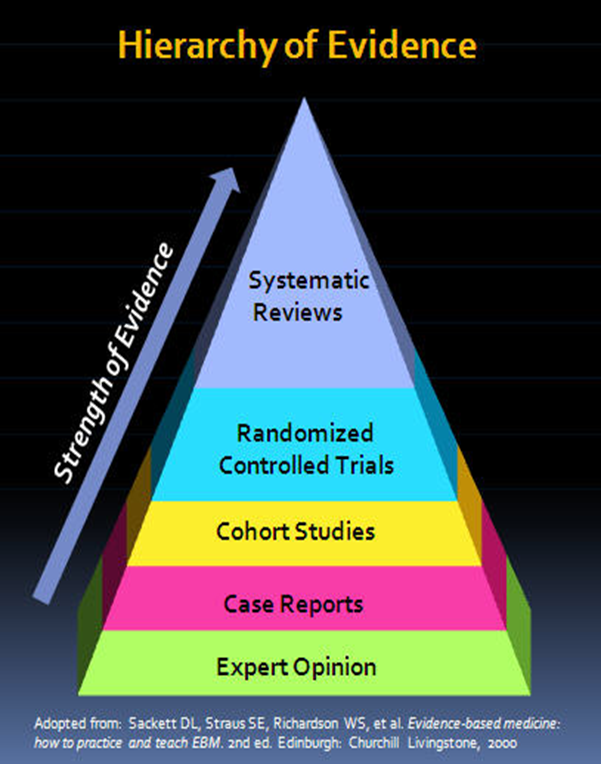 Hierarchy of Evidence
Strength of Evidence
Systematic
Reviews
Randomized
Controlled Trials
Cohort Studies
Case Reports
Expert Opinion
Adopted from: Sackett DL, Straus SE, Richardson WS, et al. Evidence-based medicine:
how to practice and teach EBM. 2nd ed. Edinburgh: Churchill Livingstone, 2000